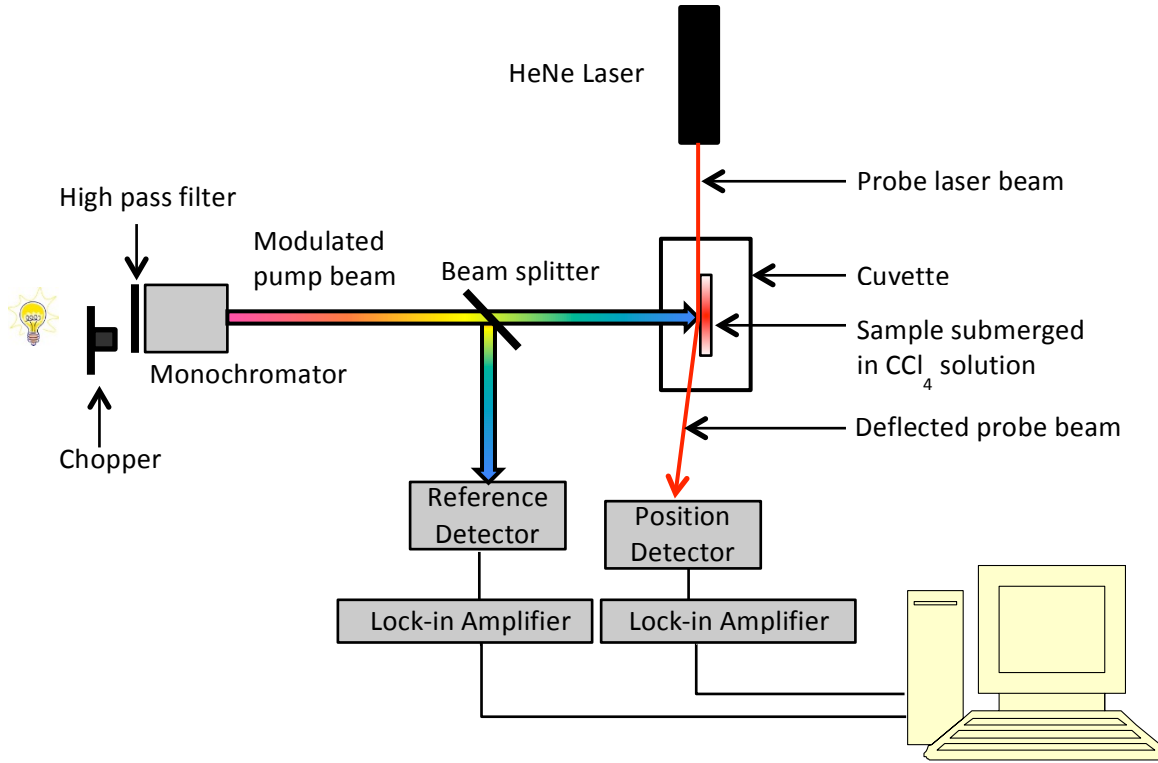 HeNe Laser
Probe laser beam
High pass filter
Modulated
pump beam
Beam splitter
Cuvette
Sample submerged
in CCl4 solution
Monochromator
Deflected probe beam
Chopper
Reference
Detector
Position
Detector
Lock-in Amplifier
Lock-in Amplifier